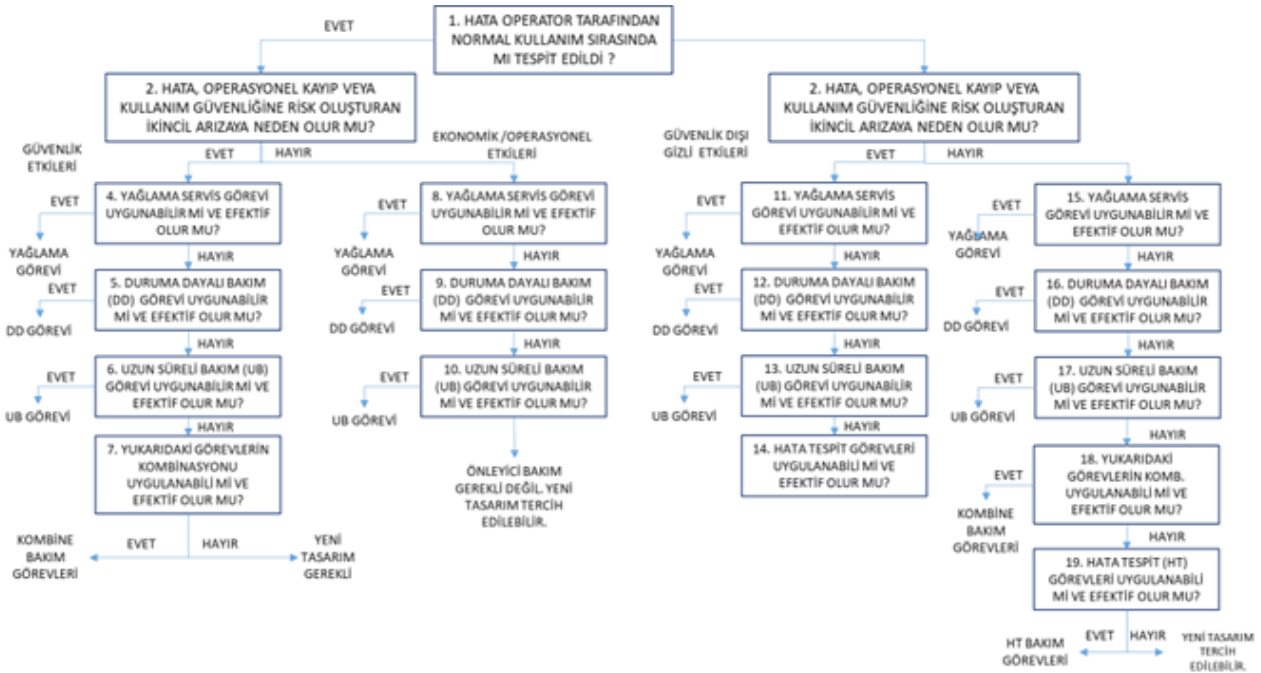 EVET
1. HATA OPERATOR TARAFINDAN
NORMAL KULLANIM SIRASINDA
MI TESPİT EDİLDİ ?
2. HATA, OPERASYONEL KAYIP VEYA
KULLANIM GÜVENLİĞİNE RİSK OLUŞTURAN
İKİNCİL ARIZAYA NEDEN OLUR MU?
2. HATA, OPERASYONEL KAYIP VEYA
KULLANIM GÜVENLİĞİNE RİSK OLUŞTURAN
İKİNCİL ARIZAYA NEDEN OLUR MU?
GÜVENLİK
ETKİLERİ
EVET
HAYIR
EKONOMİK /OPERASYONEL
ETKİLERİ
GÜVENLİK DIŞI
GİZLİ ETKİLERİ
EVET
HAYIR
EVET
4. YAĞLAMA SERVİS GÖREVİ
UYGUNABİLİR Mİ VE EFEKTİF
OLUR MU?
YAĞLAMA
GÖREVİ
HAYIR
EVET
5. DURUMA DAYALI BAKIM
(DD) GÖREVİ UYGUNABİLİR
Mİ VE EFEKTİF OLUR MU?
DD GÖREVİ
HAYIR
EVET
6. UZUN SÜRELİ BAKIM (UB)
GÖREVİ UYGUNABİLİR Mİ VE
EFEKTİF OLUR MU?
UB GÖREVİ
HAYIR
7. YUKARIDAKİ GÖREVLERİN
KOMBİNASYONU
UYGULANABİLİ Mİ VE
EFEKTİF OLUR MU?
KOMBİNE
BAKIM
GÖREVLERİ
EVET
HAYIR
YENİ
TASARIM
GEREKLİ
EVET
8. YAĞLAMA SERVİS GÖREVİ
UYGUNABİLİR Mİ VE EFEKTİF
OLUR MU?
YAĞLAMA
GÖREVİ
HAYIR
EVET
9. DURUMA DAYALI BAKIM
(DD) GÖREVİ UYGUNABİLİR
Mİ VE EFEKTİF OLUR MU?
DD GÖREVİ
HAYIR
EVET
10. UZUN SÜRELİ BAKIM
(UB) GÖREVİ UYGUNABİLİR
Mİ VE EFEKTİF OLUR MU?
UB GÖREVİ
ÖNLEYİCİ BAKIM
GEREKLİ DEĞİL. YENİ
TASARIM TERCİH
EDİLEBİLİR.
EVET
11. YAĞLAMA SERVİS
GÖREVİ UYGUNABİLİR Mİ VE
EFEKTİF OLUR MU?
YAĞLAMA
GÖREVİ
HAYIR
EVET
12. DURUMA DAYALI BAKIM
(DD) GÖREVİ UYGUNABİLİR
Mİ VE EFEKTİF OLUR MU?
DD GÖREVİ
HAYIR
EVET
13. UZUN SÜRELİ BAKIM
(UB) GÖREVİ UYGUNABİLİR
Mİ VE EFEKTİF OLUR MU?
UB GÖREVİ
HAYIR
14. HATA TESPİT GÖREVLERİ
UYGULANABİLİ Mİ VE
EFEKTİF OLUR MU?
EVET
15. YAĞLAMA SERVİS
GÖREVİ UYGUNABİLİR Mİ VE
EFEKTİF OLUR MU?
YAĞLAMA
GÖREVİ
HAYIR
EVET
16. DURUMA DAYALI BAKIM
(DD) GÖREVİ UYGUNABİLİR
Mİ VE EFEKTİF OLUR MU?
DD GÖREVİ
HAYIR
EVET
17. UZUN SÜRELİ BAKIM
(UB) GÖREVİ UYGUNABİLİR
Mİ VE EFEKTİF OLUR MU?
UB GÖREVİ
HAYIR
EVET
18. YUKARIDAKİ
GÖREVLERİN KOMB.
UYGULANABİLİ Mİ VE
EFEKTİF OLUR MU?
KOMBİNE
BAKIM
GÖREVLERİ
HAYIR
19. HATA TESPİT (HT)
GÖREVLERİ UYGULANABİLİ
Mİ VE EFEKTİF OLUR MU?
HT BAKIM
GÖREVLERİ
EVET
HAYIR
YENİ TASARIM
TERCİH
EDİLEBİLİR.